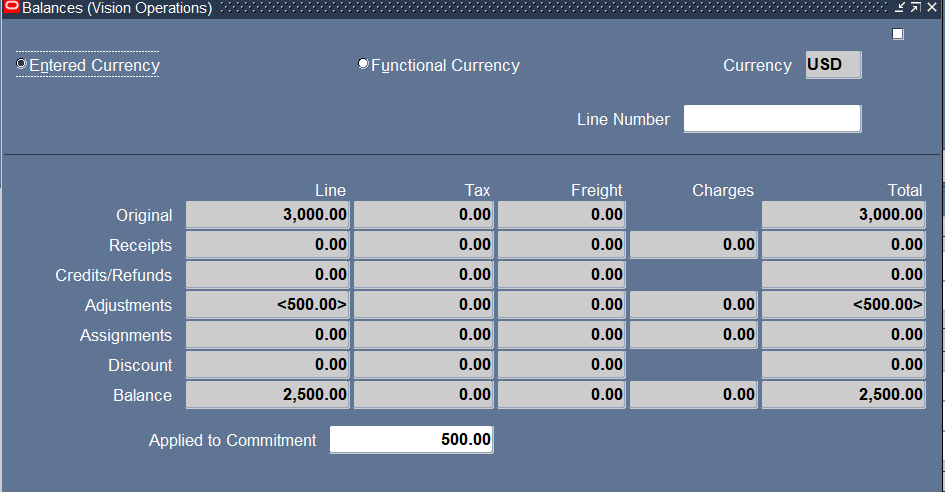 Balances (Vision Operations)
Entered Currency Functional Currency Currency USD
Line Number
Line Tax Freight Charges Total
Original 3,000.00 0.00 0.00 3,000.00
Receipts 0.00 0.00 0.00 0.00 0.00
Credits/Refunds 0.00 0.00 0.00 0.00
Adjustments <500.00> 0.00 0.00 0.00 <500.00>
Assignments 0.00 0.00 0.00 0.00 0.00
Discount 0.00 0.00 0.00 0.00
Balance 2,500.00 0.00 0.00 0.00 2,500.00
Applied to Commitment 500.00